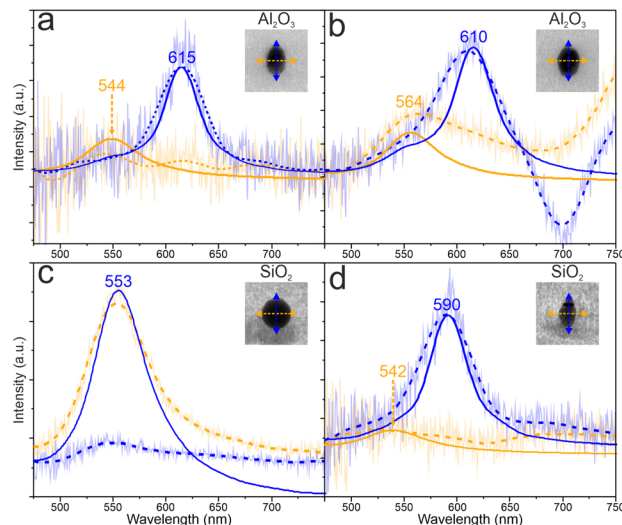 a
Al₂O₃
615
544
b
Al₂O₃
610
564
Intensity (a.u.)
500 550 600 650 700
500 550 600 650 700 750
c
SiO₂
553
d
SiO₂
590
542
Intensity (a.u.)
500 550 600 650 700
500 550 600 650 700 750
Wavelength (nm)
Wavelength (nm)